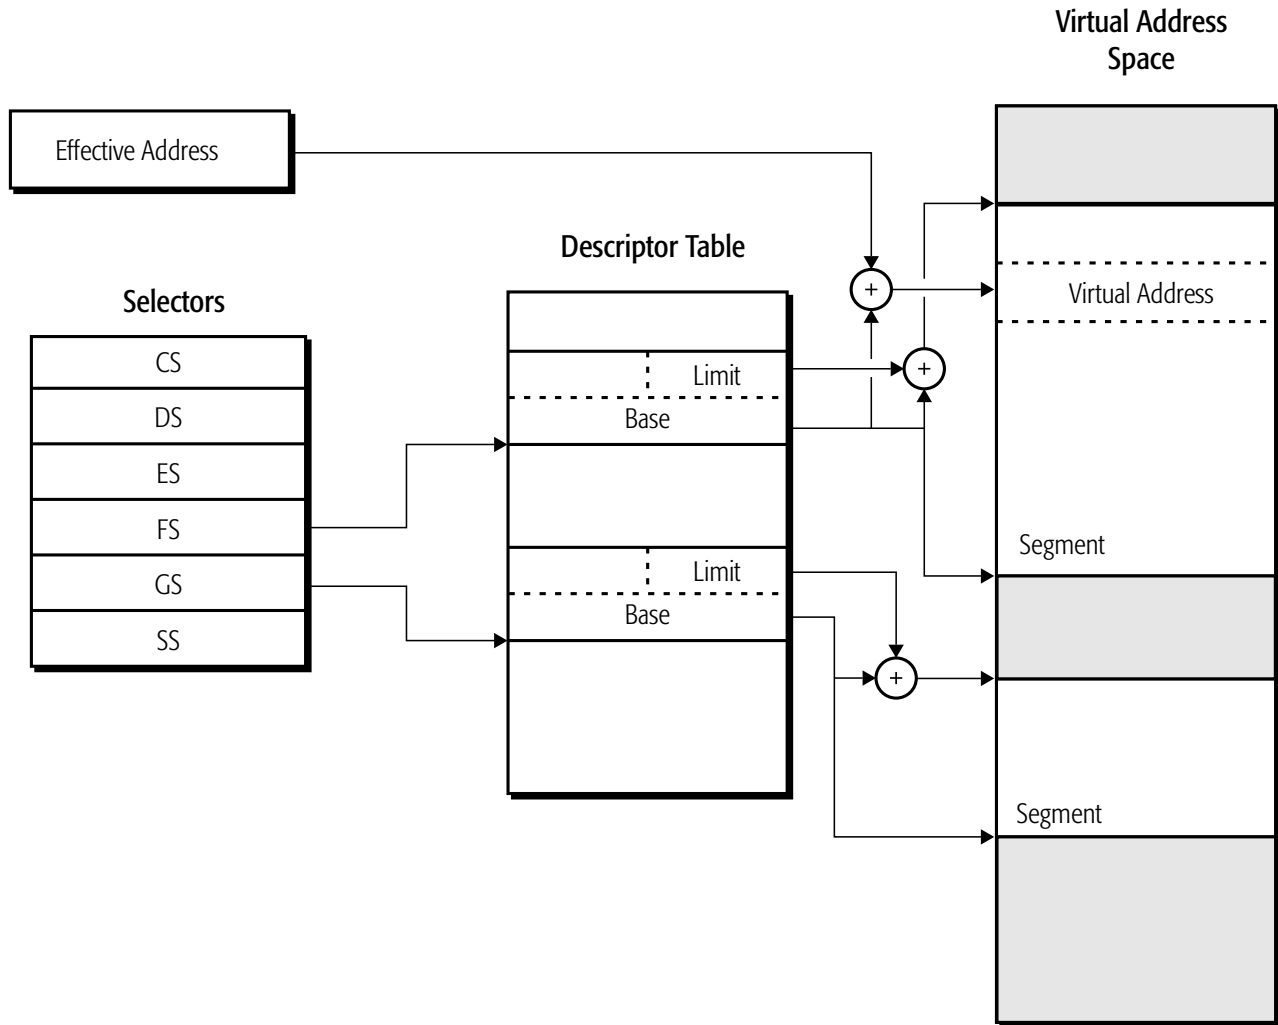 Virtual Address
Space
Effective Address
Descriptor Table
Selectors
CS
DS
ES
FS
GS
SS
Limit
Base
Limit
Base
+
+
+
Virtual Address
Segment
Segment